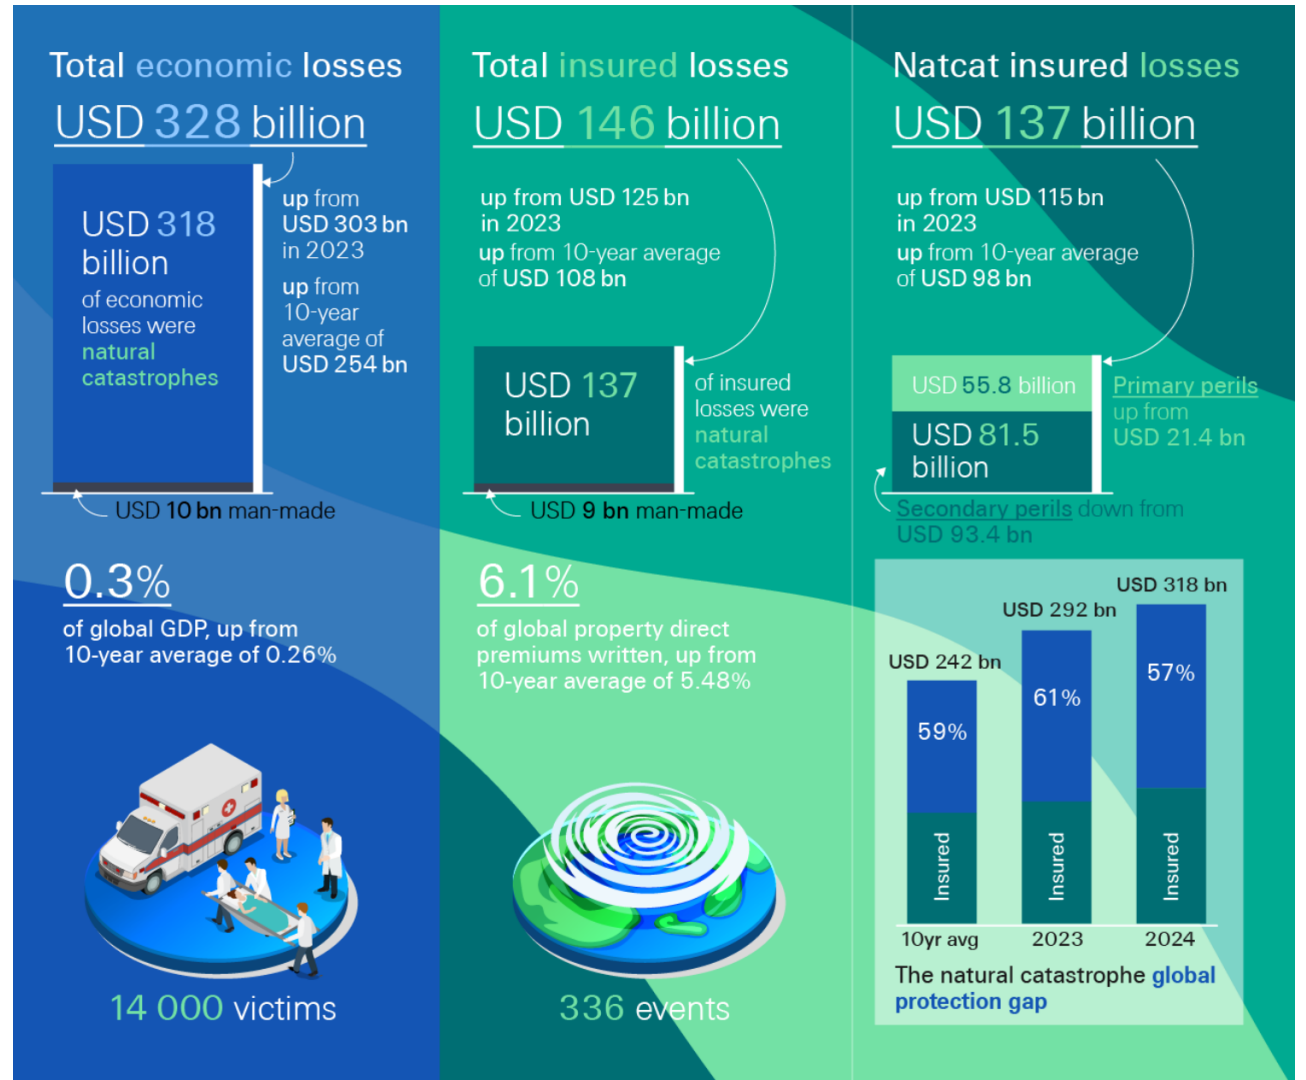 Total economic losses
USD 328 billion
USD 318
billion
of economic
losses were
natural
catastrophes
up from
USD 303 bn
in 2023
up from
10-year
average of
USD 254 bn
USD 10 bn man-made
0.3%
of global GDP, up from
10-year average of 0.26%
14 000 victims
Total insured losses
USD 146 billion
up from USD 125 bn
in 2023
up from 10-year average
of USD 108 bn
USD 137
billion
of insured
losses were
natural
catastrophes
USD 9 bn man-made
6.1%
of global property direct
premiums written, up from
10-year average of 5.48%
336 events
Natcat insured losses
USD 137 billion
up from USD 115 bn
in 2023
up from 10-year average
of USD 98 bn
USD 55.8 billion
Primary perils
up from
USD 21.4 bn
USD 81.5
billion
Secondary perils down from
USD 93.4 bn
USD 242 bn
USD 292 bn
USD 318 bn
59%
61%
57%
Insured
Insured
Insured
10yr avg
2023
2024
The natural catastrophe global
protection gap